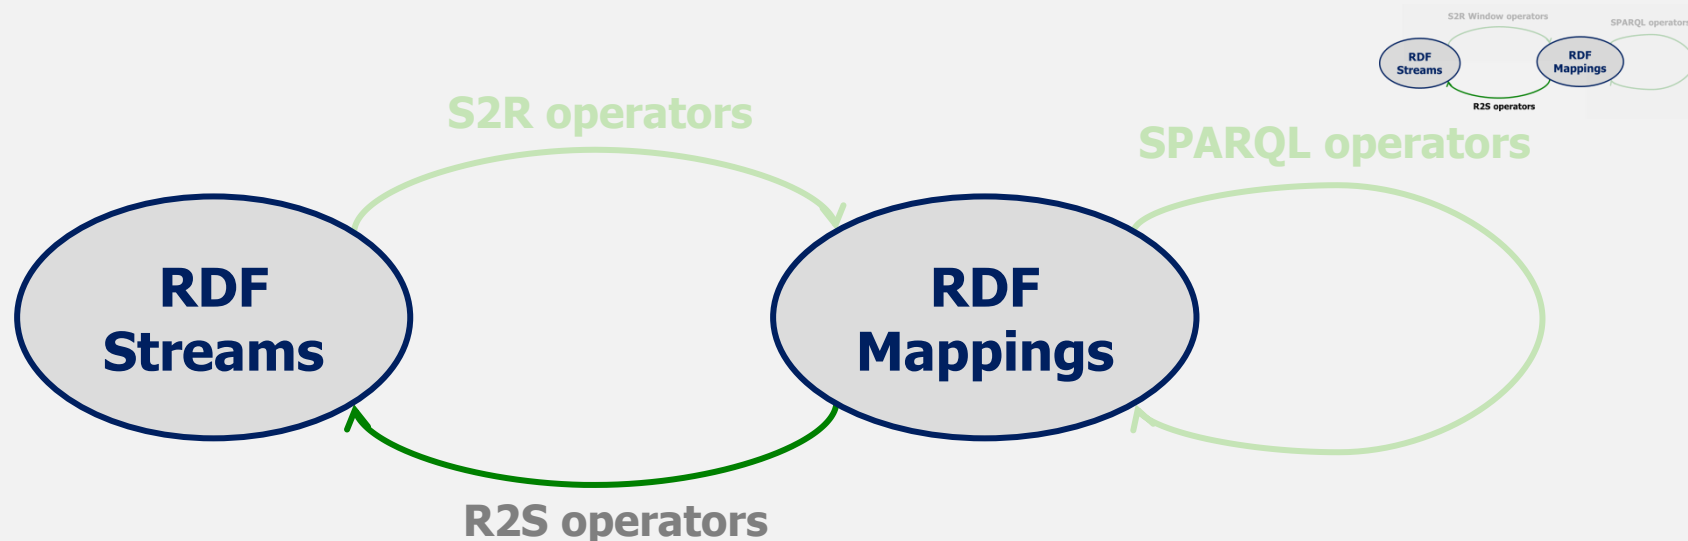 S2R Window operators
SPARQL operators
RDF
Streams
RDF
Mappings
R2S operators
S2R operators
SPARQL operators
RDF
Streams
RDF
Mappings
R2S operators